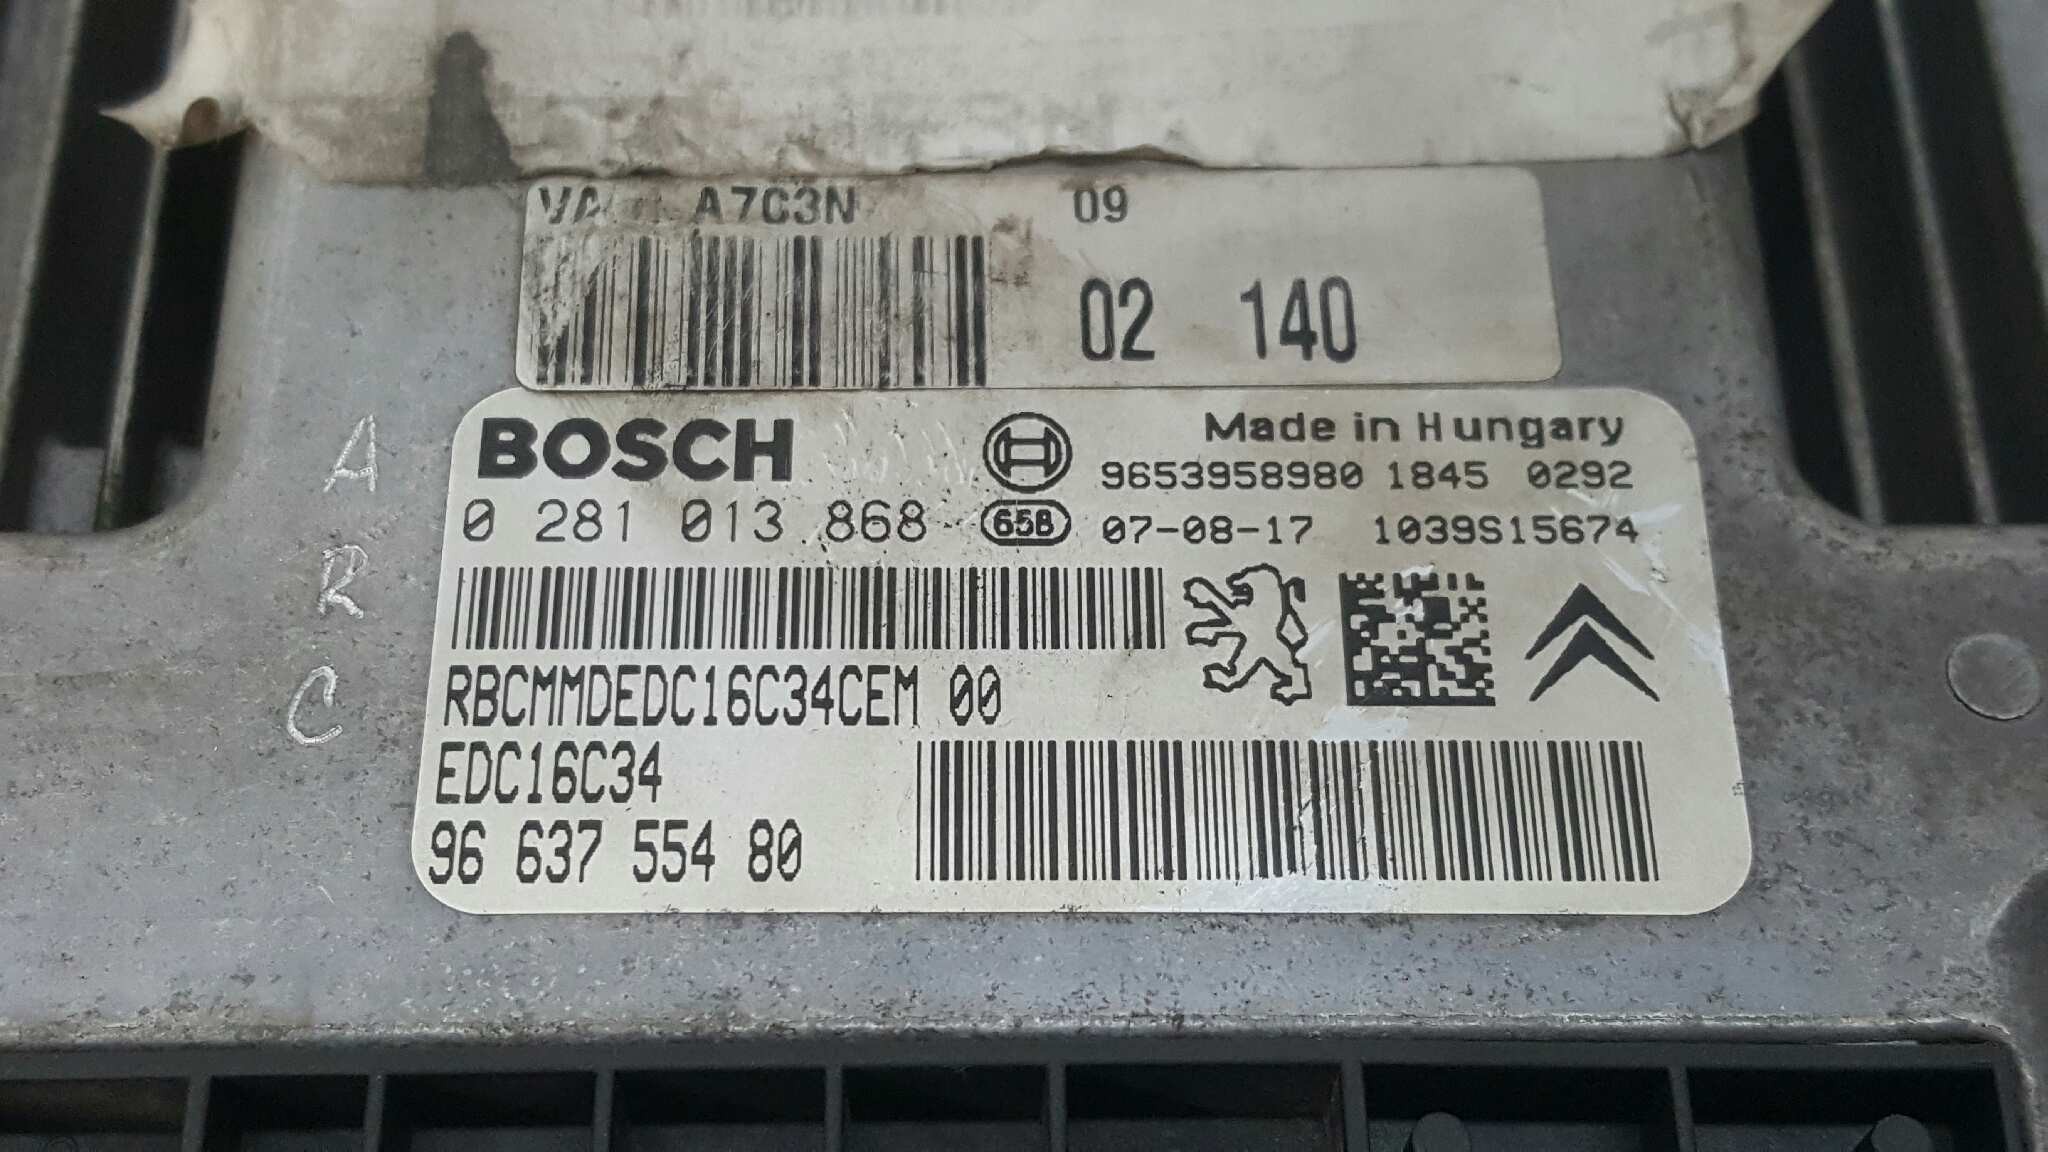 A7C3N 09
02 140
BOSCH
Made in Hungary
9653958980 1845 0292
0 281 013 868 65B 07-08-17 1039S15674
RBCMMDEDC16C34CEM 00
EDC16C34
96 637 554 80
A
R
C